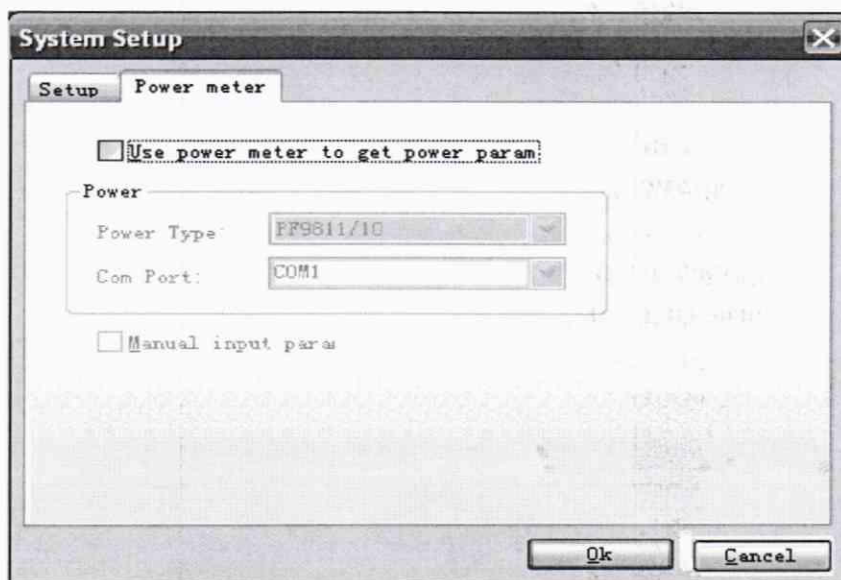 System Setup
Setup Power meter
Use power meter to get power param
Power
Power Type: PF9811/10
Com Port: COM1
Manual input param
Ok Cancel